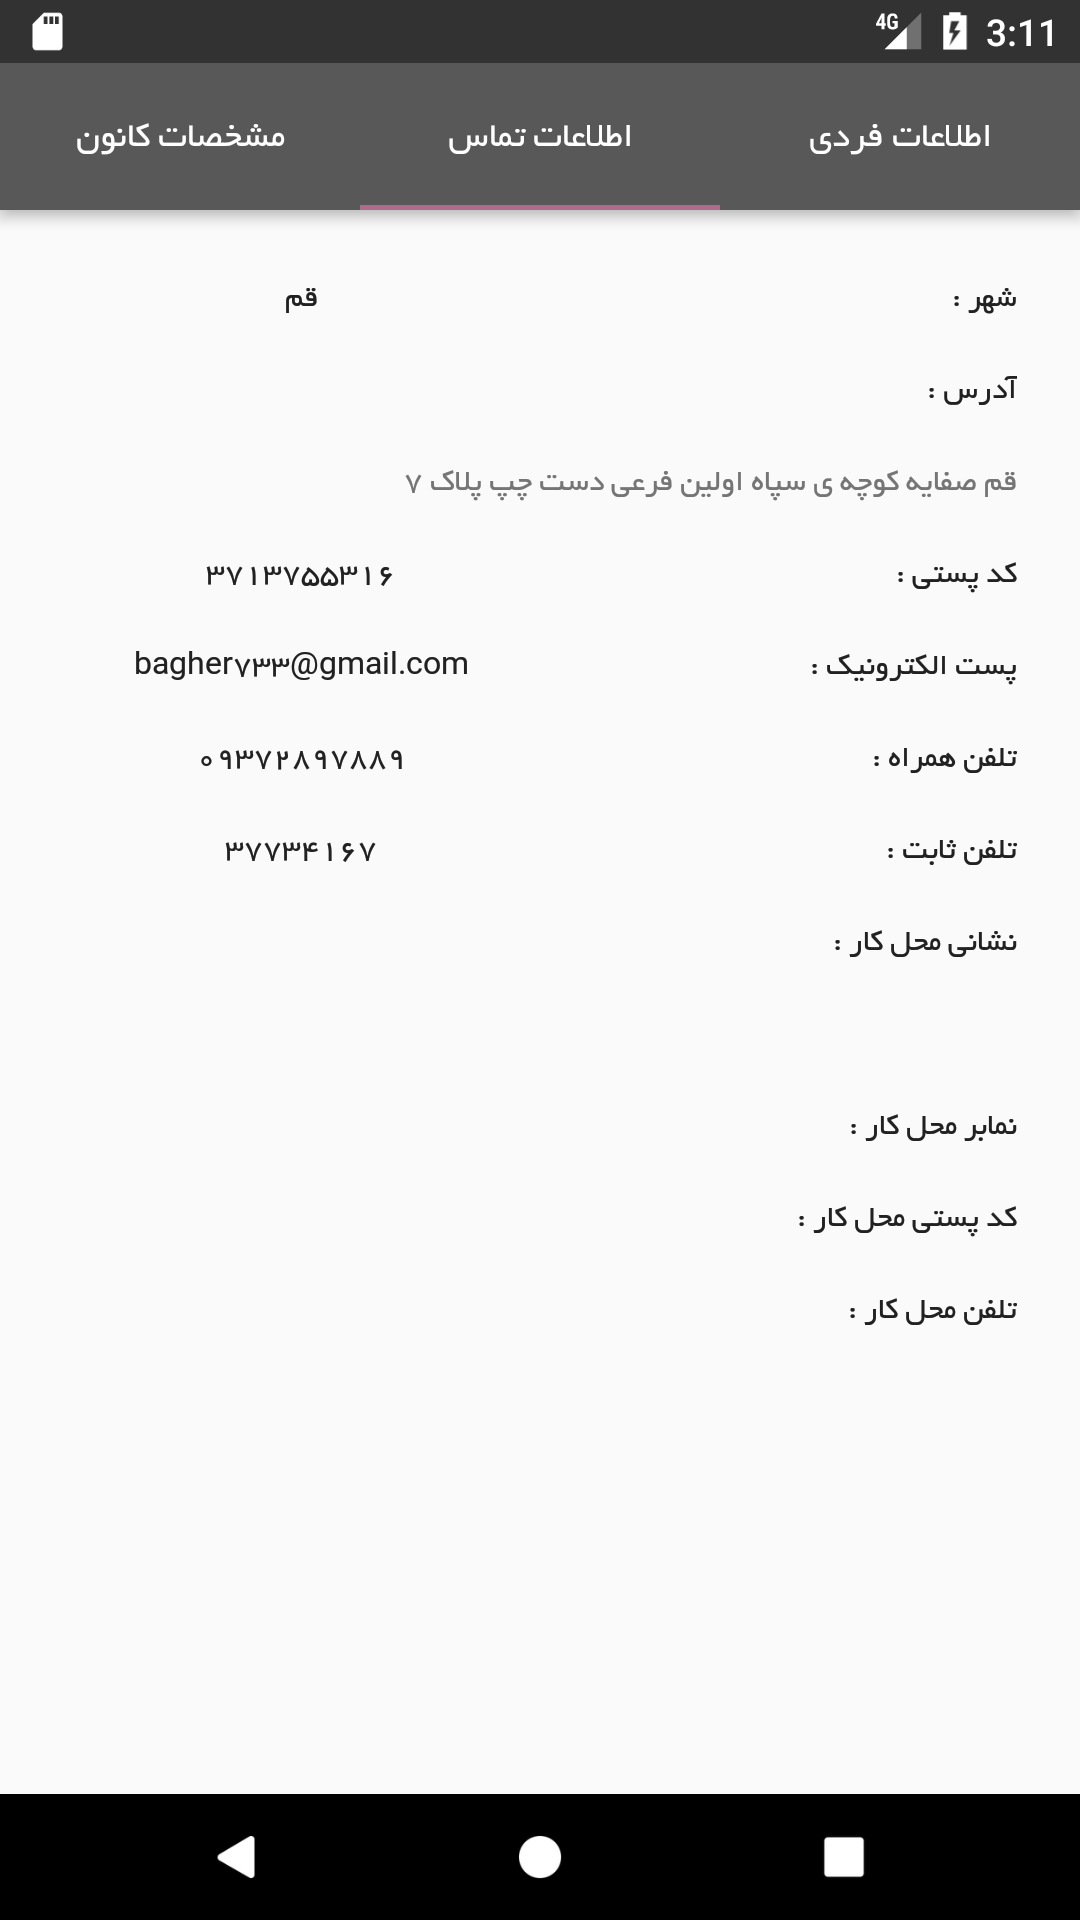 4G 3:11
اطلاعات فردی اطلاعات تماس مشخصات کانون
شهر : قم
آدرس :
قم صفایه کوچه ی سپاه اولین فرعی دست چپ پلاک ۷
کد پستی : ۳۷۱۳۷۵۵۳۱۶
پست الکترونیک : bagher۷۳۳@gmail.com
تلفن همراه : ۰۹۳۷۲۸۹۷۸۸۹
تلفن ثابت : ۳۷۷۳۴۱۶۷
نشانی محل کار :
نمابر محل کار :
کد پستی محل کار :
تلفن محل کار :